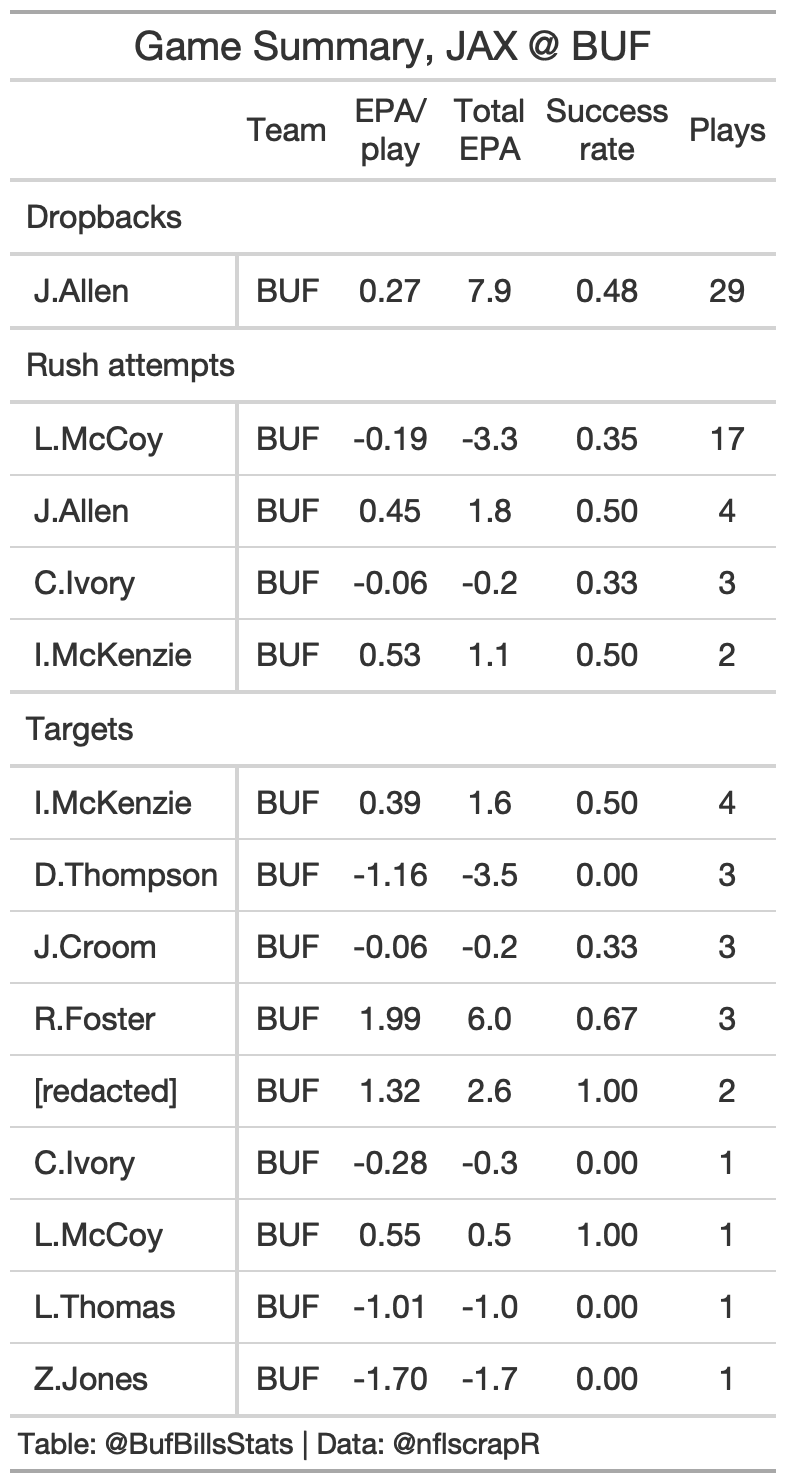 Game Summary, JAX @ BUF
Team EPA/play Total EPA Success rate Plays
Dropbacks
J.Allen BUF 0.27 7.9 0.48 29
Rush attempts
L.McCoy BUF -0.19 -3.3 0.35 17
J.Allen BUF 0.45 1.8 0.50 4
C.Ivory BUF -0.06 -0.2 0.33 3
I.McKenzie BUF 0.53 1.1 0.50 2
Targets
I.McKenzie BUF 0.39 1.6 0.50 4
D.Thompson BUF -1.16 -3.5 0.00 3
J.Croom BUF -0.06 -0.2 0.33 3
R.Foster BUF 1.99 6.0 0.67 3
[redacted] BUF 1.32 2.6 1.00 2
C.Ivory BUF -0.28 -0.3 0.00 1
L.McCoy BUF 0.55 0.5 1.00 1
L.Thomas BUF -1.01 -1.0 0.00 1
Z.Jones BUF -1.70 -1.7 0.00 1
Table: @BufBillsStats | Data: @nflscrapR